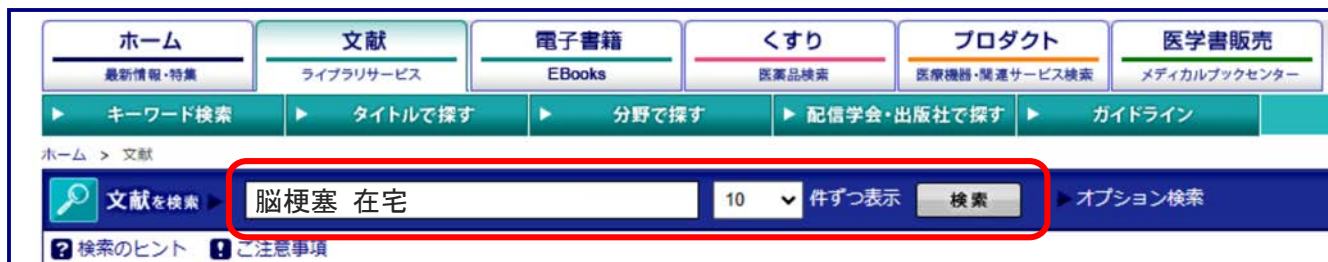 ホーム 文献 電子書籍 くすり プロダクト 医学書販売
最新情報・特集 ライブラリサービス EBooks 医薬品検索 医療機器・関連サービス検索 メディカルブックセンター
キーワード検索 タイトルで探す 分野で探す 配信学会・出版社で探す ガイドライン
ホーム > 文献
文献を検索 脳梗塞 在宅 10 件ずつ表示 検索 オプション検索
? 検索のヒント ! ご注意事項